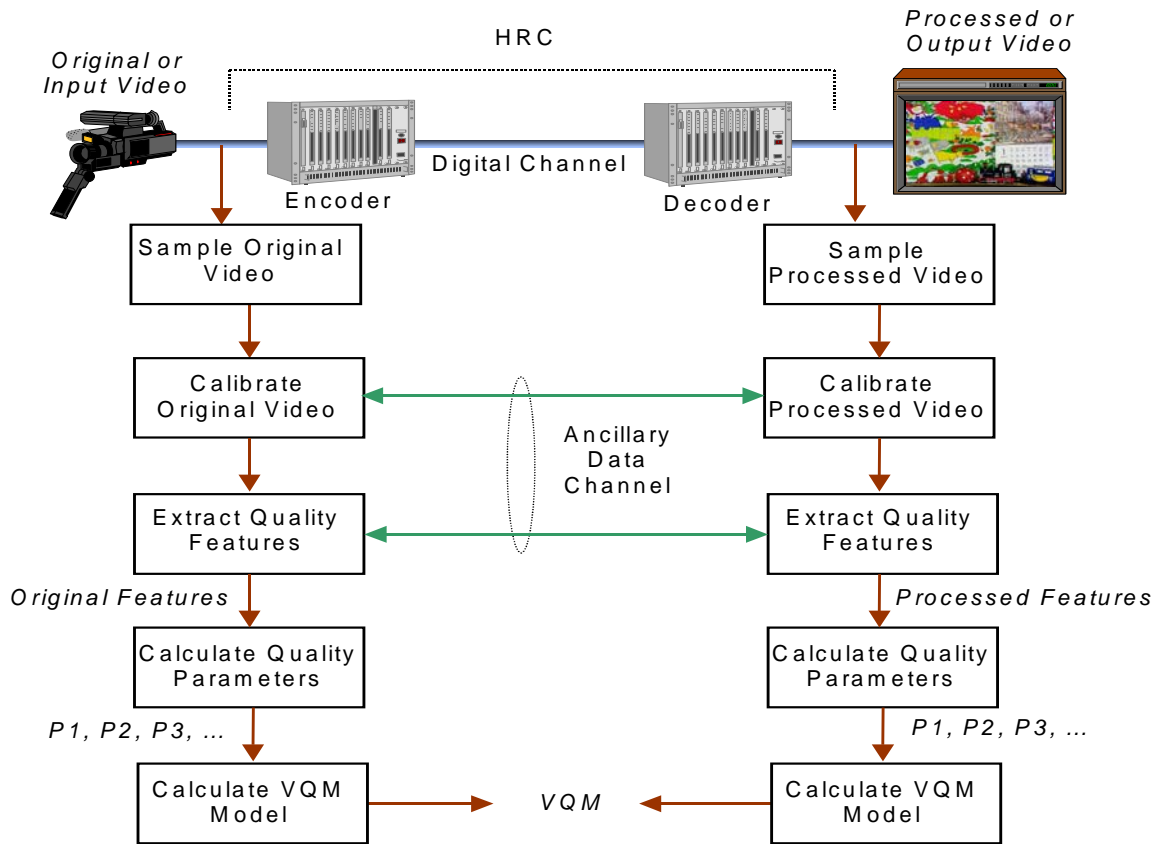 HRC
Processed or
Output Video
Original or
Input Video
Digital Channel
Encoder
Decoder
Sample Original
Video
Sample
Processed Video
Calibrate
Original Video
Calibrate
Processed Video
Ancillary
Data
Channel
Extract Quality
Features
Extract Quality
Features
Original Features
Processed Features
Calculate Quality
Parameters
Calculate Quality
Parameters
P1, P2, P3, ...
P1, P2, P3, ...
Calculate VQM
Model
VQM
Calculate VQM
Model